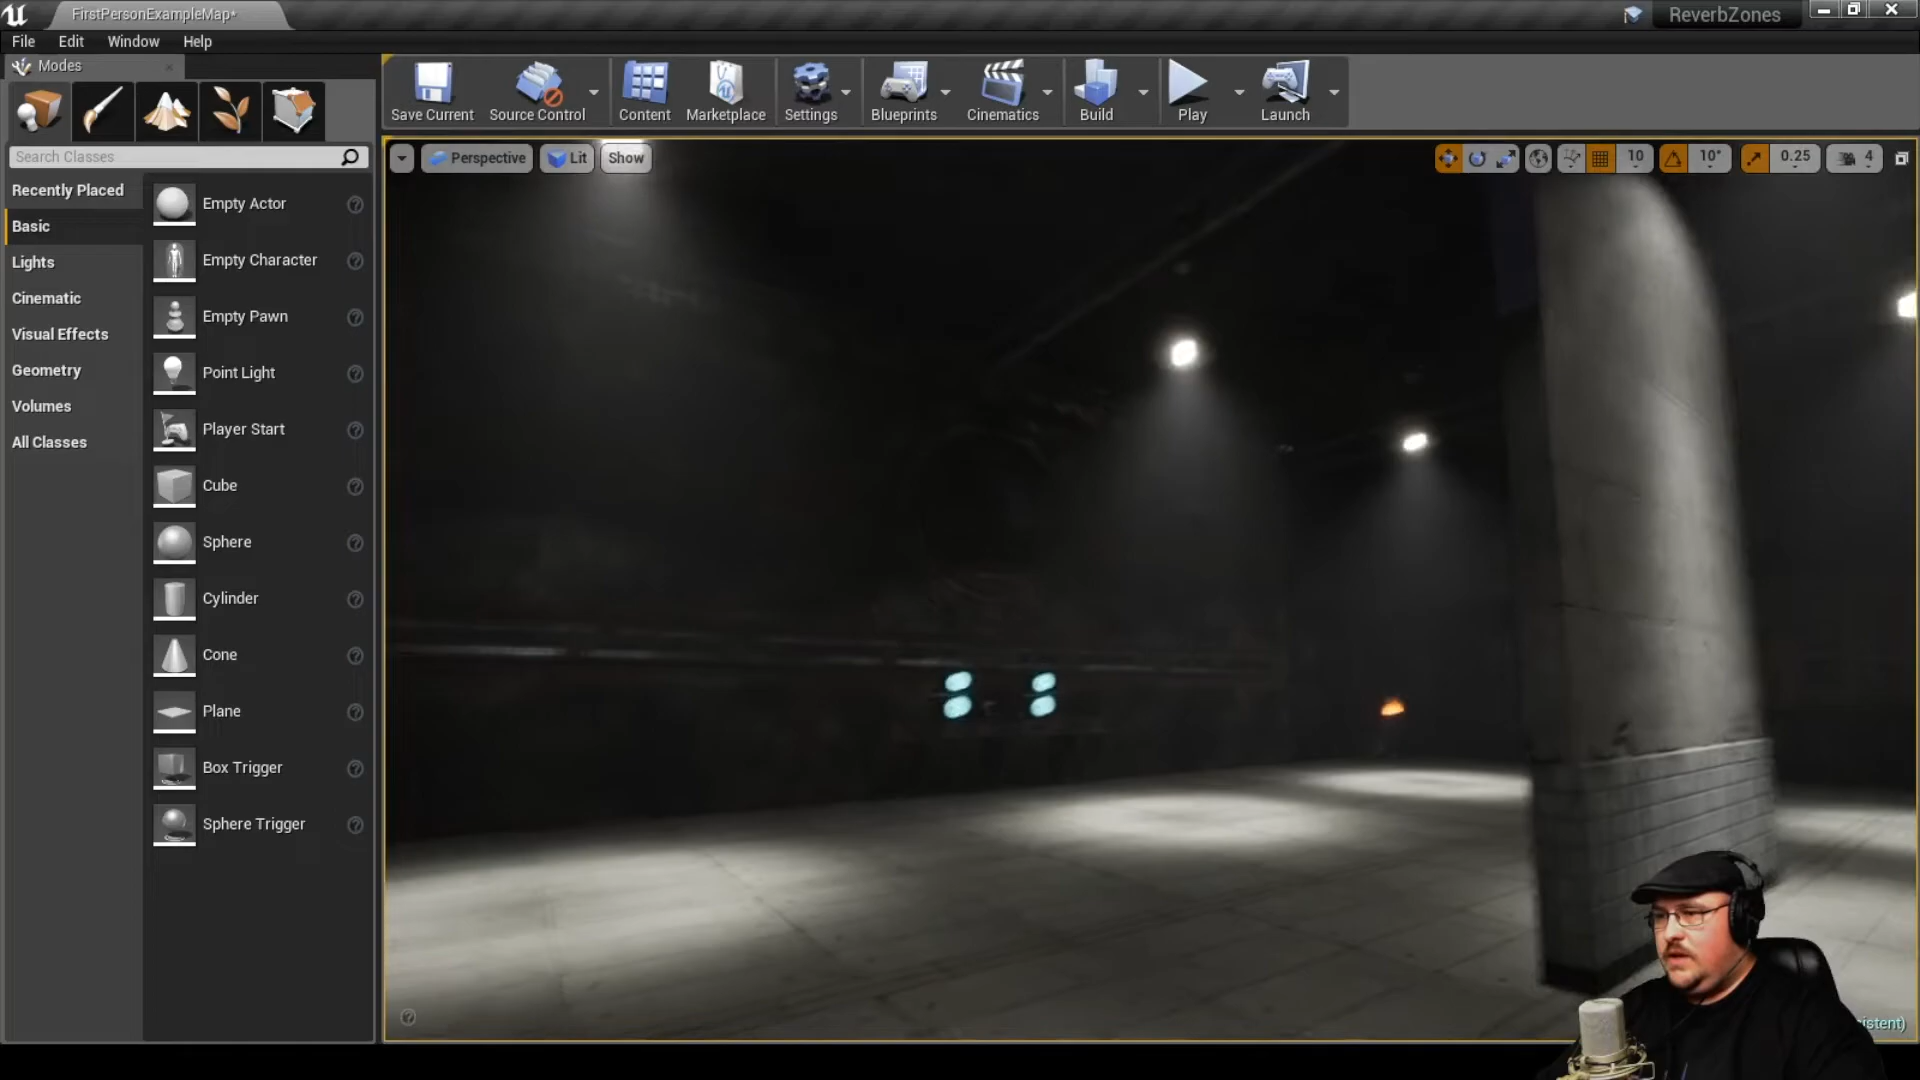 FirstPersonExampleMap*
ReverbZones
File Edit Window Help
Modes
Save Current
Source Control
Content
Marketplace
Settings
Blueprints
Cinematics
Build
Play
Launch
Search Classes
Perspective
Lit
Show
10
10°
0.25
4
Recently Placed
Basic
Lights
Cinematic
Visual Effects
Geometry
Volumes
All Classes
Empty Actor
Empty Character
Empty Pawn
Point Light
Player Start
Cube
Sphere
Cylinder
Cone
Plane
Box Trigger
Sphere Trigger
istent)